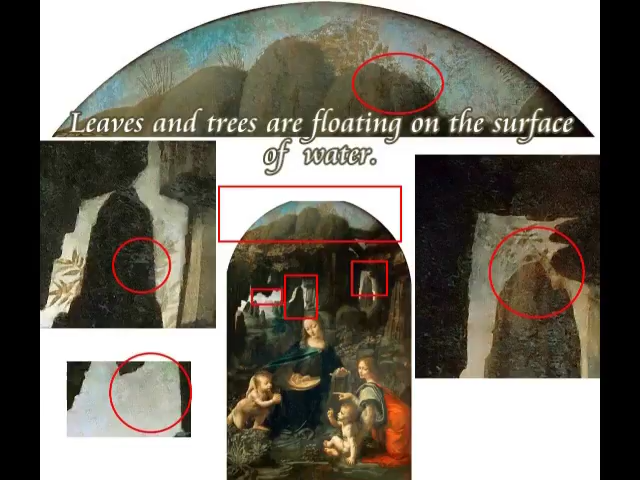 Leaves and trees are floating on the surface
of water.